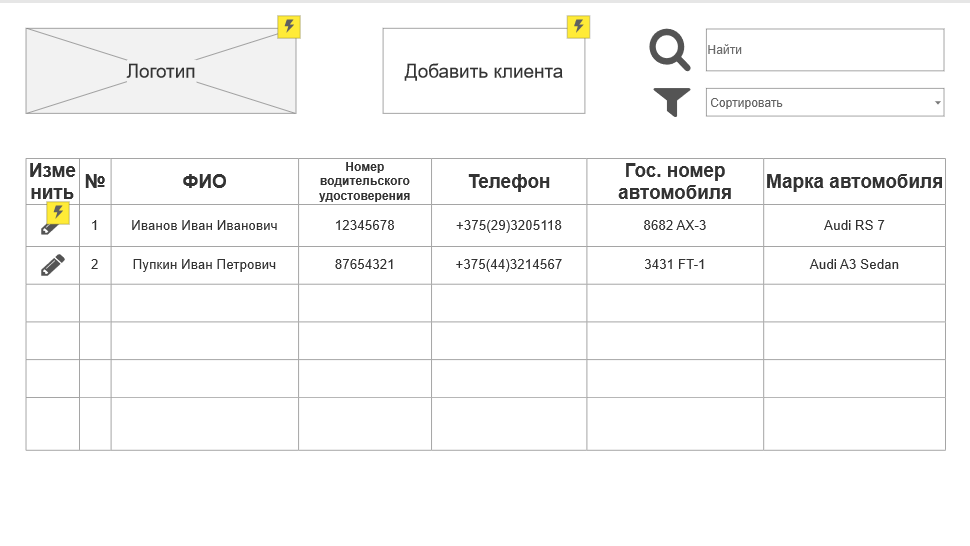 Логотип
Добавить клиента
Найти
Сортировать
Изме
нить
№
ФИО
Номер
водительского
удостоверения
Телефон
Гос. номер
автомобиля
Марка автомобиля
1
Иванов Иван Иванович
12345678
+375(29)3205118
8682 AX-3
Audi RS 7
2
Пупкин Иван Петрович
87654321
+375(44)3214567
3431 FT-1
Audi A3 Sedan